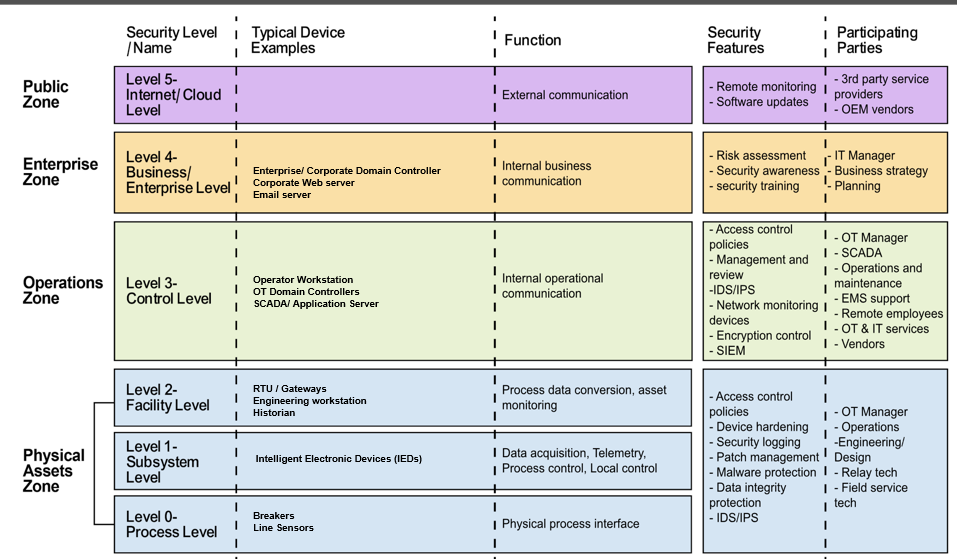 Security Level
/ Name
Typical Device
Examples
Function
Security
Features
Participating
Parties
Public
Zone
Level 5-
Internet/ Cloud
Level
External communication
- Remote monitoring
- Software updates
- 3rd party service
providers
- OEM vendors
Enterprise
Zone
Level 4-
Business/
Enterprise Level
Enterprise/ Corporate Domain Controller
Corporate Web server
Email server
Internal business
communication
- Risk assessment
- Security awareness
- security training
- IT Manager
- Business strategy
- Planning
Operations
Zone
Level 3-
Control Level
Operator Workstation
OT Domain Controllers
SCADA/ Application Server
Internal operational
communication
- Access control
policies
- Management and
review
-IDS/IPS
- Network monitoring
devices
- Encryption control
- SIEM
- OT Manager
- SCADA
- Operations and
maintenance
- EMS support
- Remote employees
- OT & IT services
- Vendors
Physical
Assets
Zone
Level 2-
Facility Level
RTU / Gateways
Engineering workstation
Historian
Process data conversion, asset
monitoring
Level 1-
Subsystem
Level
Intelligent Electronic Devices (IEDs)
Data acquisition, Telemetry,
Process control, Local control
Level 0-
Process Level
Breakers
Line Sensors
Physical process interface
- Access control
policies
- Device hardening
- Security logging
- Patch management
- Malware protection
- Data integrity
protection
- IDS/IPS
- OT Manager
- Operations
-Engineering/
Design
- Relay tech
- Field service
tech